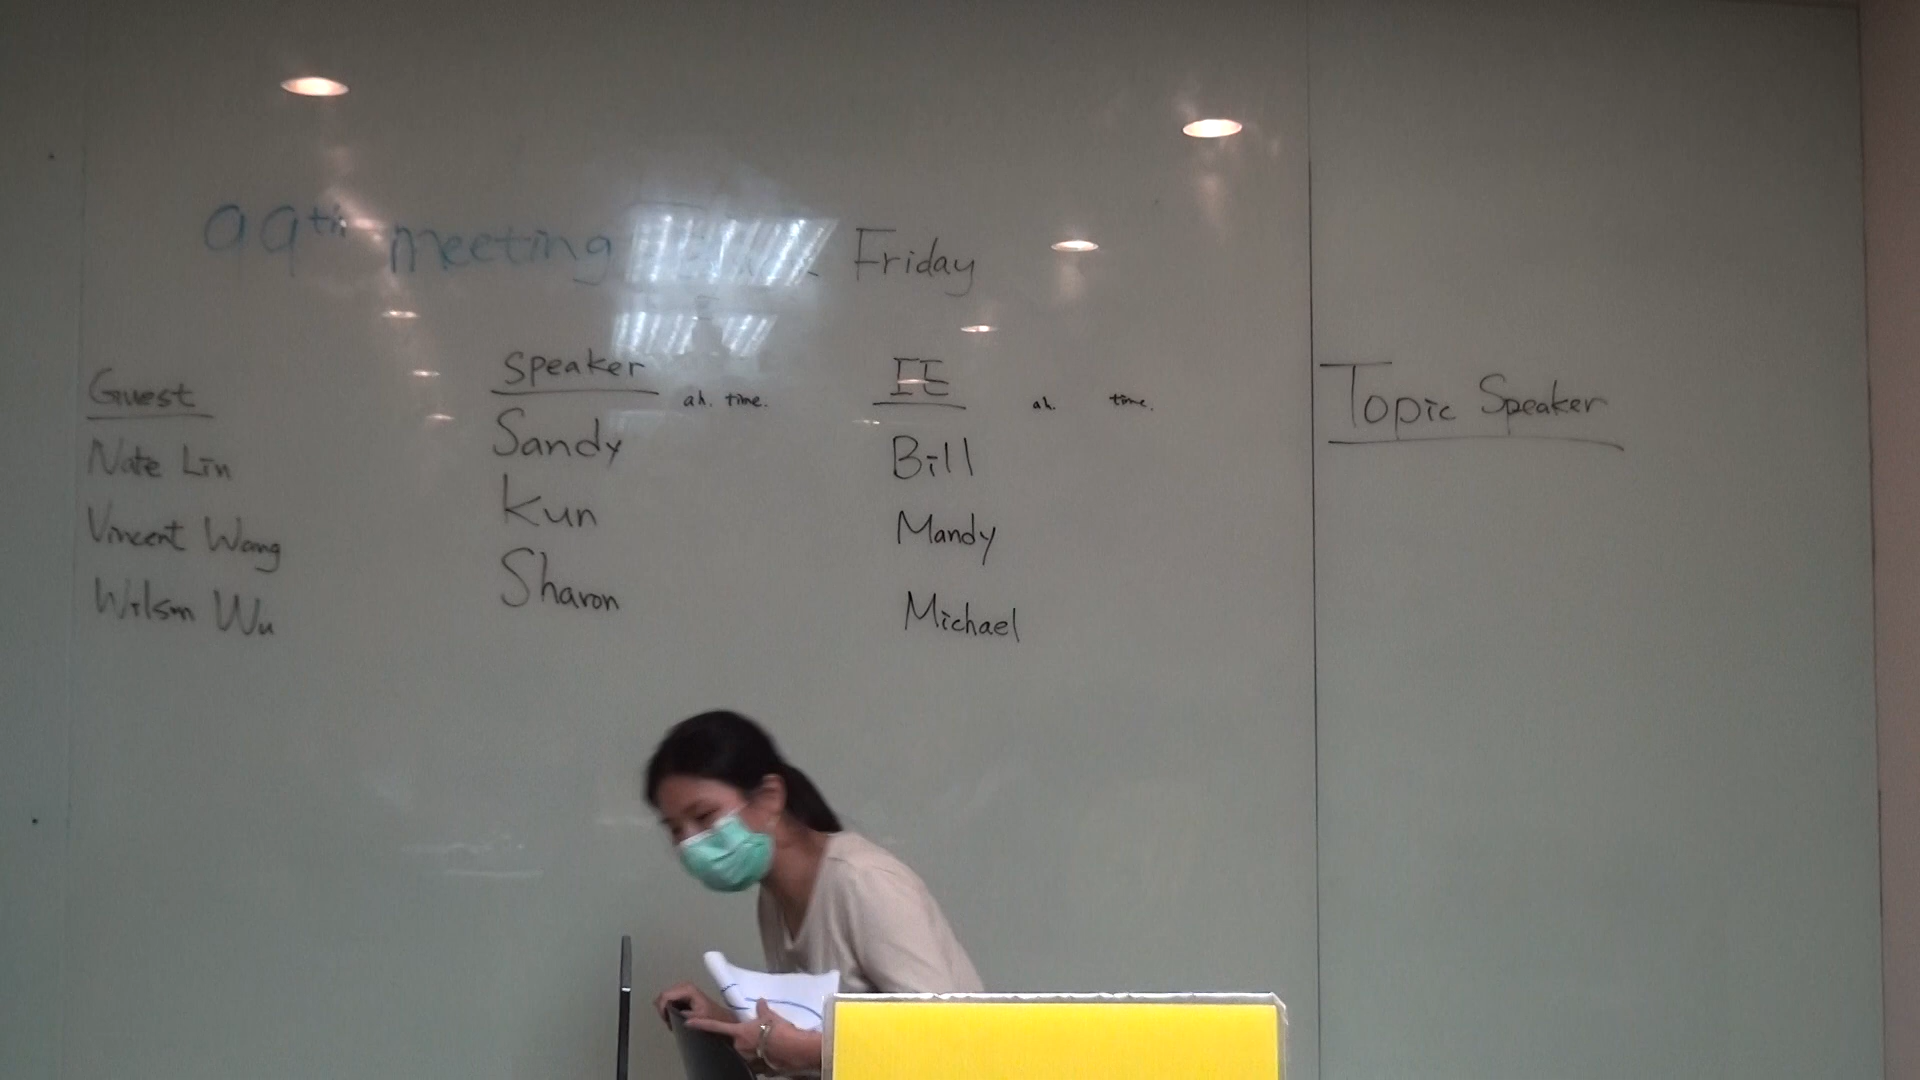 99th meeting Friday
Guest
Nate Lin
Vincent Wang
Wilson Wu
Speaker ah. time.
Sandy
Kun
Sharon
IE ah. time.
Bill
Mandy
Michael
Topic Speaker